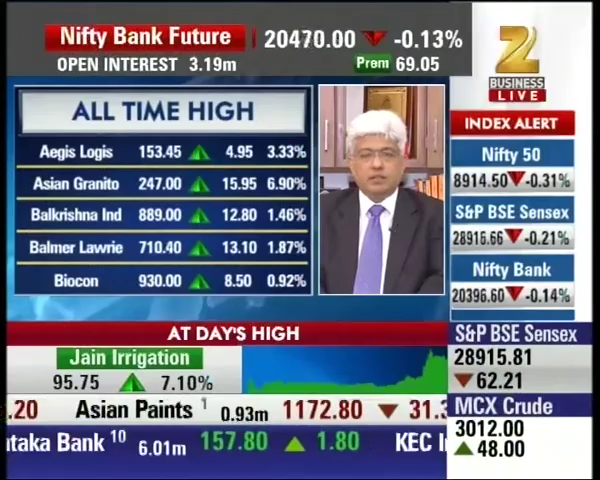 Nifty Bank Future 20470.00 -0.13%
OPEN INTEREST 3.19m Prem 69.05
Z
BUSINESS
LIVE
ALL TIME HIGH
Aegis Logis 153.45 4.95 3.33%
Asian Granito 247.00 15.95 6.90%
Balkrishna Ind 889.00 12.80 1.46%
Balmer Lawrie 710.40 13.10 1.87%
Biocon 930.00 8.50 0.92%
INDEX ALERT
Nifty 50
8914.50 -0.31%
S&P BSE Sensex
28916.66 -0.21%
Nifty Bank
20396.60 -0.14%
AT DAY'S HIGH
Jain Irrigation
95.75 7.10%
S&P BSE Sensex
28915.81
62.21
MCX Crude
3012.00
48.00
.20 Asian Paints 1 0.93m 1172.80 31.3
taka Bank 10 6.01m 157.80 1.80 KEC I